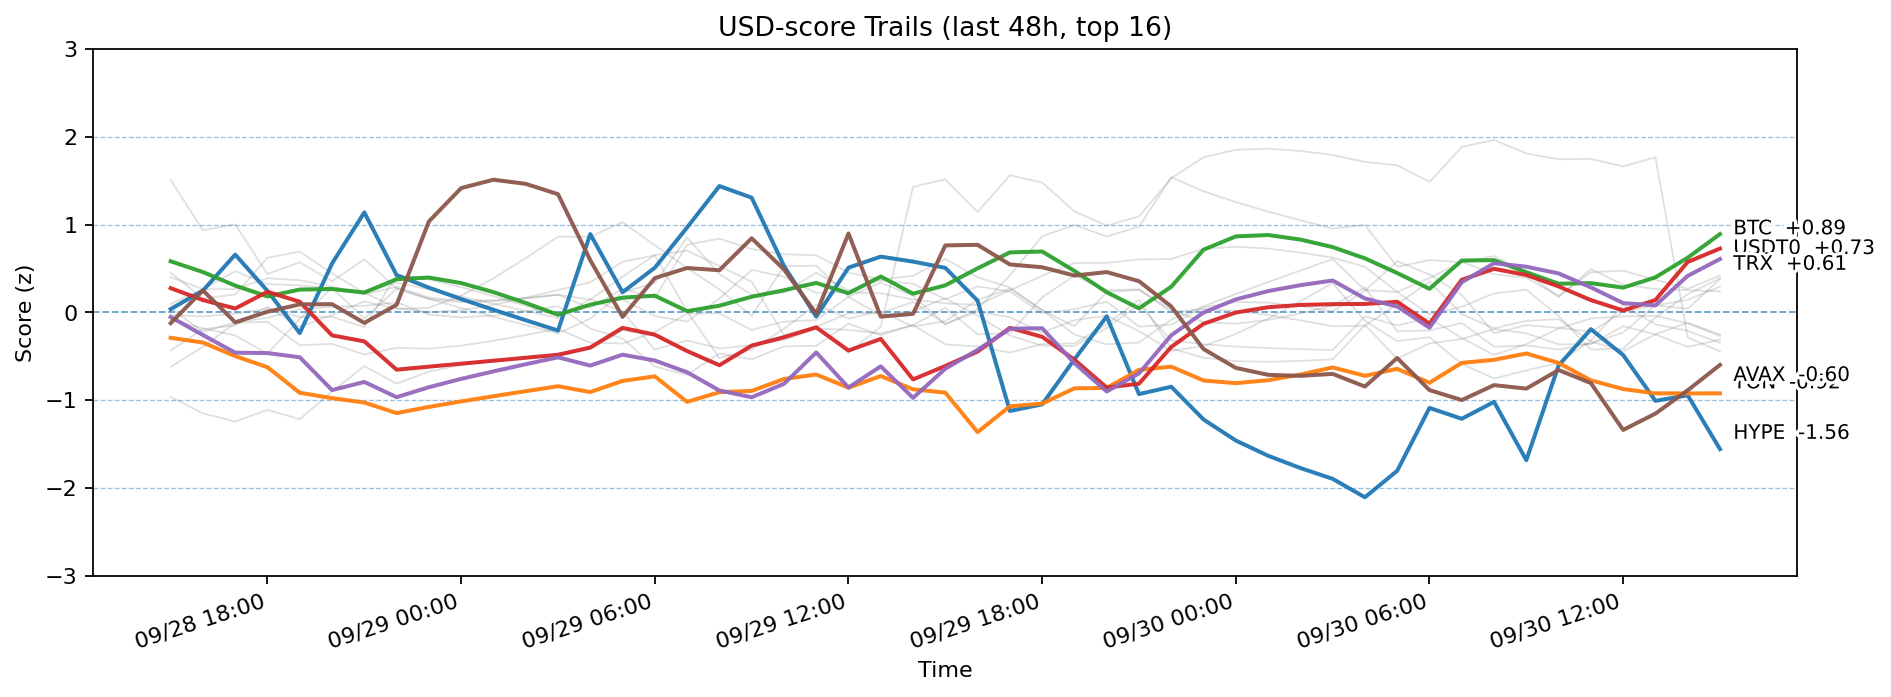 USD-score Trails (last 48h, top 16)
Score (z)
3
2
1
0
−1
−2
−3
BTC +0.89
USDT0 +0.73
TRX +0.61
AVAX -0.60
HYPE -1.56
09/28 18:00
09/29 00:00
09/29 06:00
09/29 12:00
09/29 18:00
09/30 00:00
09/30 06:00
09/30 12:00
Time